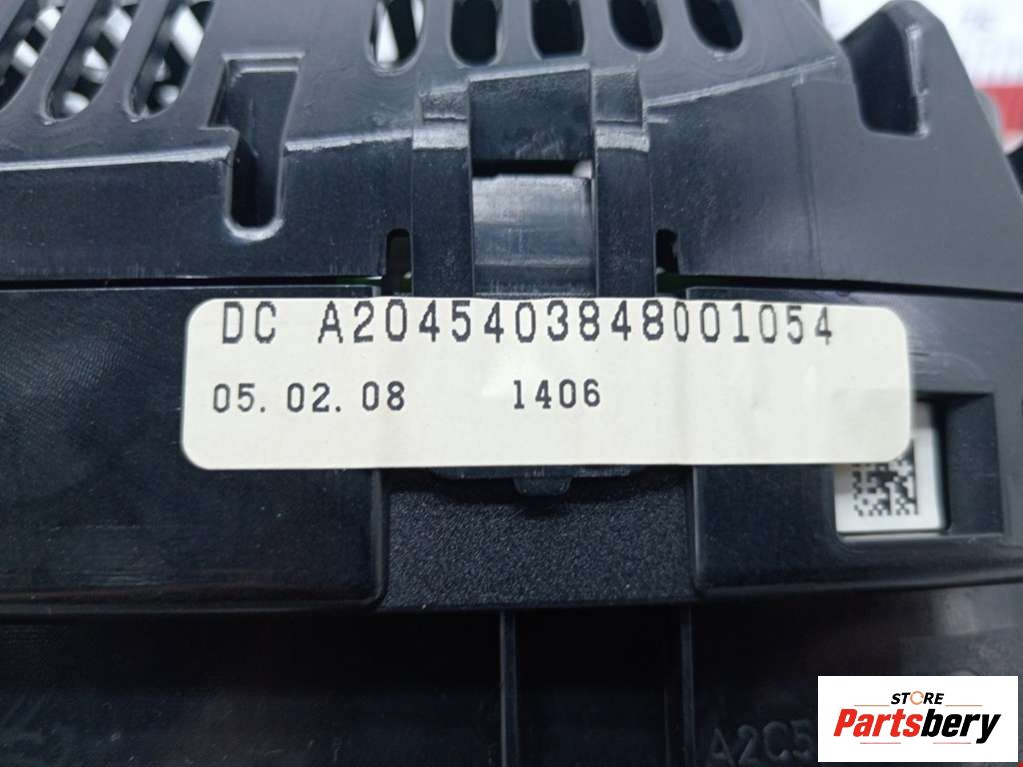 DC A2045403848001054
05.02.08 1406
A2C5
STORE
Partsbery